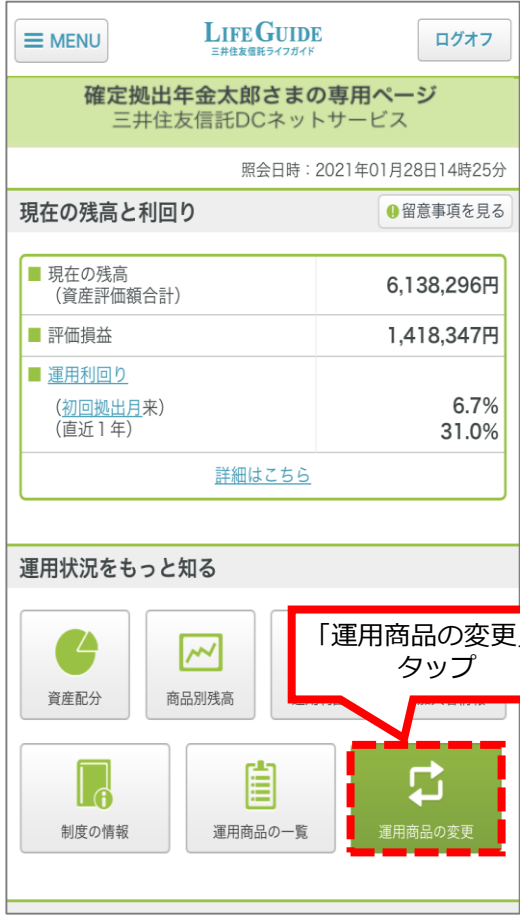 MENU
LIFE GUIDE
三井住友信託ライフガイド
ログオフ
確定拠出年金太郎さまの専用ページ
三井住友信託DCネットサービス
照会日時：2021年01月28日14時25分
現在の残高と利回り
留意事項を見る
現在の残高
（資産評価額合計）
6,138,296円
評価損益
1,418,347円
運用利回り
（初回拠出月来）
6.7%
（直近１年）
31.0%
詳細はこちら
運用状況をもっと知る
「運用商品の変更」
タップ
資産配分
商品別残高
制度の情報
運用商品の一覧
運用商品の変更